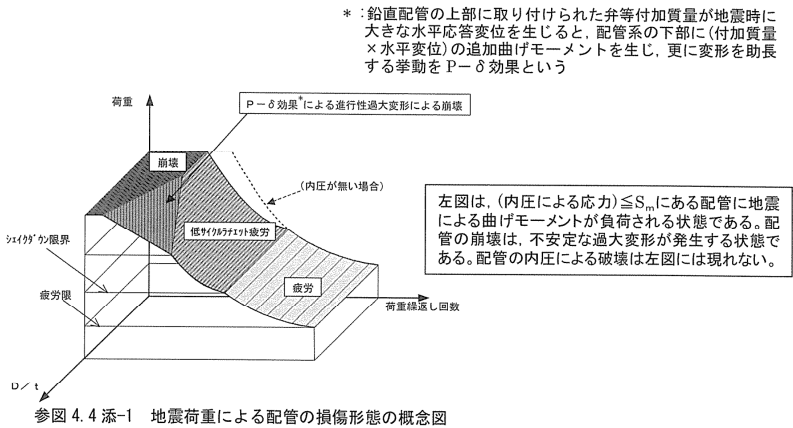 *：鉛直配管の上部に取り付けられた弁等付加質量が地震時に
大きな水平応答変位を生じると，配管系の下部に(付加質量
×水平変位)の追加曲げモーメントを生じ，更に変形を助長
する挙動をP－δ効果という
荷重
P－δ効果*による進行性過大変形による崩壊
崩壊
(内圧が無い場合)
左図は，(内圧による応力)≦Smにある配管に地震
による曲げモーメントが負荷される状態である。配
管の崩壊は，不安定な過大変形が発生する状態で
ある。配管の内圧による破壊は左図には現れない。
低ｻｲｸﾙﾗﾁｪｯﾄ疲労
ｼｪｲｸﾀﾞｳﾝ限界
疲労
疲労限
荷重繰返し回数
D／t
参図 4.4 添-1 地震荷重による配管の損傷形態の概念図